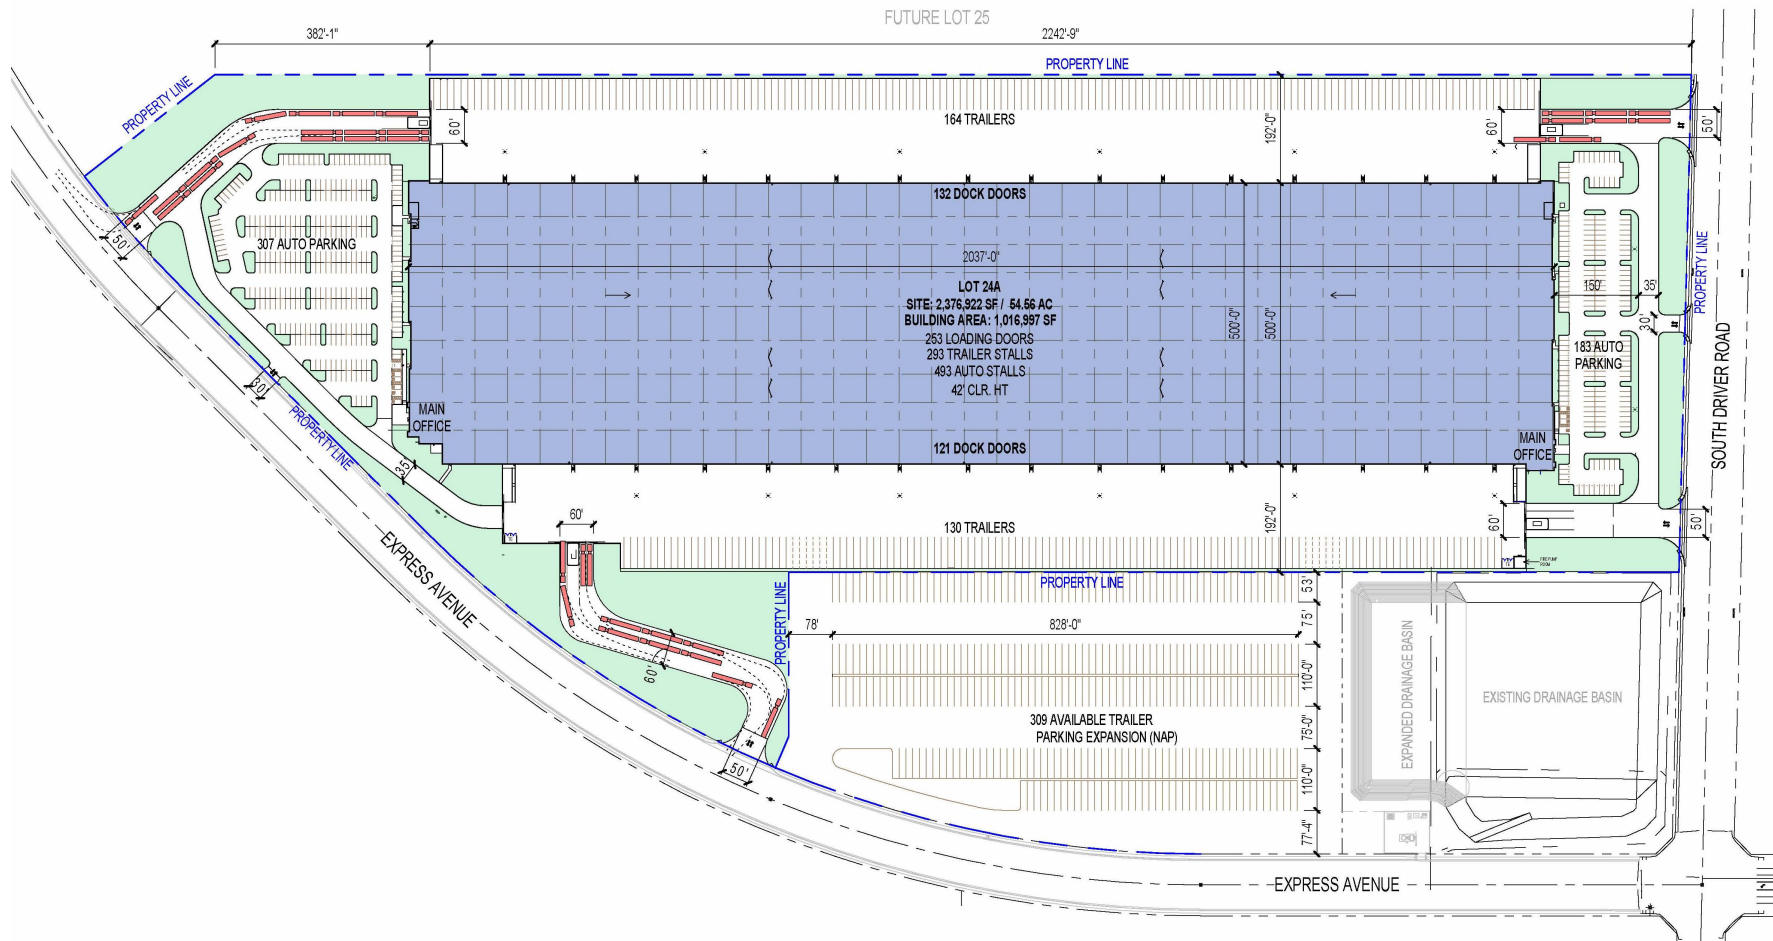 FUTURE LOT 25
382'-1"
2242'-9"
PROPERTY LINE
PROPERTY LINE
60'
164 TRAILERS
192'-0"
60'
50'
132 DOCK DOORS
50'
307 AUTO PARKING
2037'-0"
LOT 24A
SITE: 2,376,922 SF / 54.56 AC
BUILDING AREA: 1,016,997 SF
253 LOADING DOORS
293 TRAILER STALLS
493 AUTO STALLS
42' CLR. HT
500'-0"
500'-0"
150'
35'
30'
PROPERTY LINE
183 AUTO
PARKING
SOUTH DRIVER ROAD
30'
PROPERTY LINE
MAIN
OFFICE
121 DOCK DOORS
MAIN
OFFICE
35'
60'
130 TRAILERS
192'-0"
60'
50'
FIRE PUMP
ROOM
EXPRESS AVENUE
PROPERTY LINE
PROPERTY LINE
53'
75'
78'
828'-0"
60'
110'-0"
309 AVAILABLE TRAILER
PARKING EXPANSION (NAP)
75'-0"
50'
110'-0"
77'-4"
EXPANDED DRAINAGE BASIN
EXISTING DRAINAGE BASIN
EXPRESS AVENUE